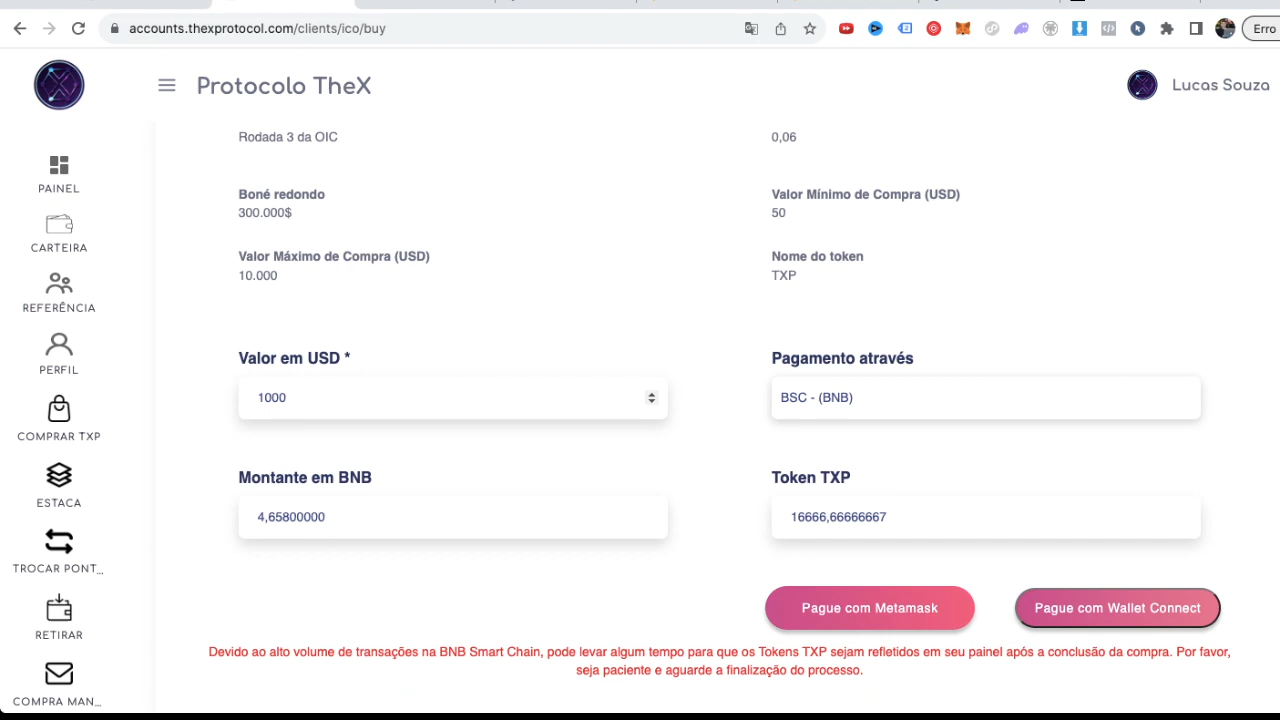 accounts.thexprotocol.com/clients/ico/buy
Erro
Protocolo TheX
Lucas Souza
PAINEL
CARTEIRA
REFERÊNCIA
PERFIL
COMPRAR TXP
ESTACA
TROCAR PONT...
RETIRAR
COMPRA MAN...
Rodada 3 da OIC
0,06
Boné redondo
300.000$
Valor Mínimo de Compra (USD)
50
Valor Máximo de Compra (USD)
10.000
Nome do token
TXP
Valor em USD *
1000
Pagamento através
BSC - (BNB)
Montante em BNB
4,65800000
Token TXP
16666,66666667
Pague com Metamask
Pague com Wallet Connect
Devido ao alto volume de transações na BNB Smart Chain, pode levar algum tempo para que os Tokens TXP sejam refletidos em seu painel após a conclusão da compra. Por favor,
seja paciente e aguarde a finalização do processo.